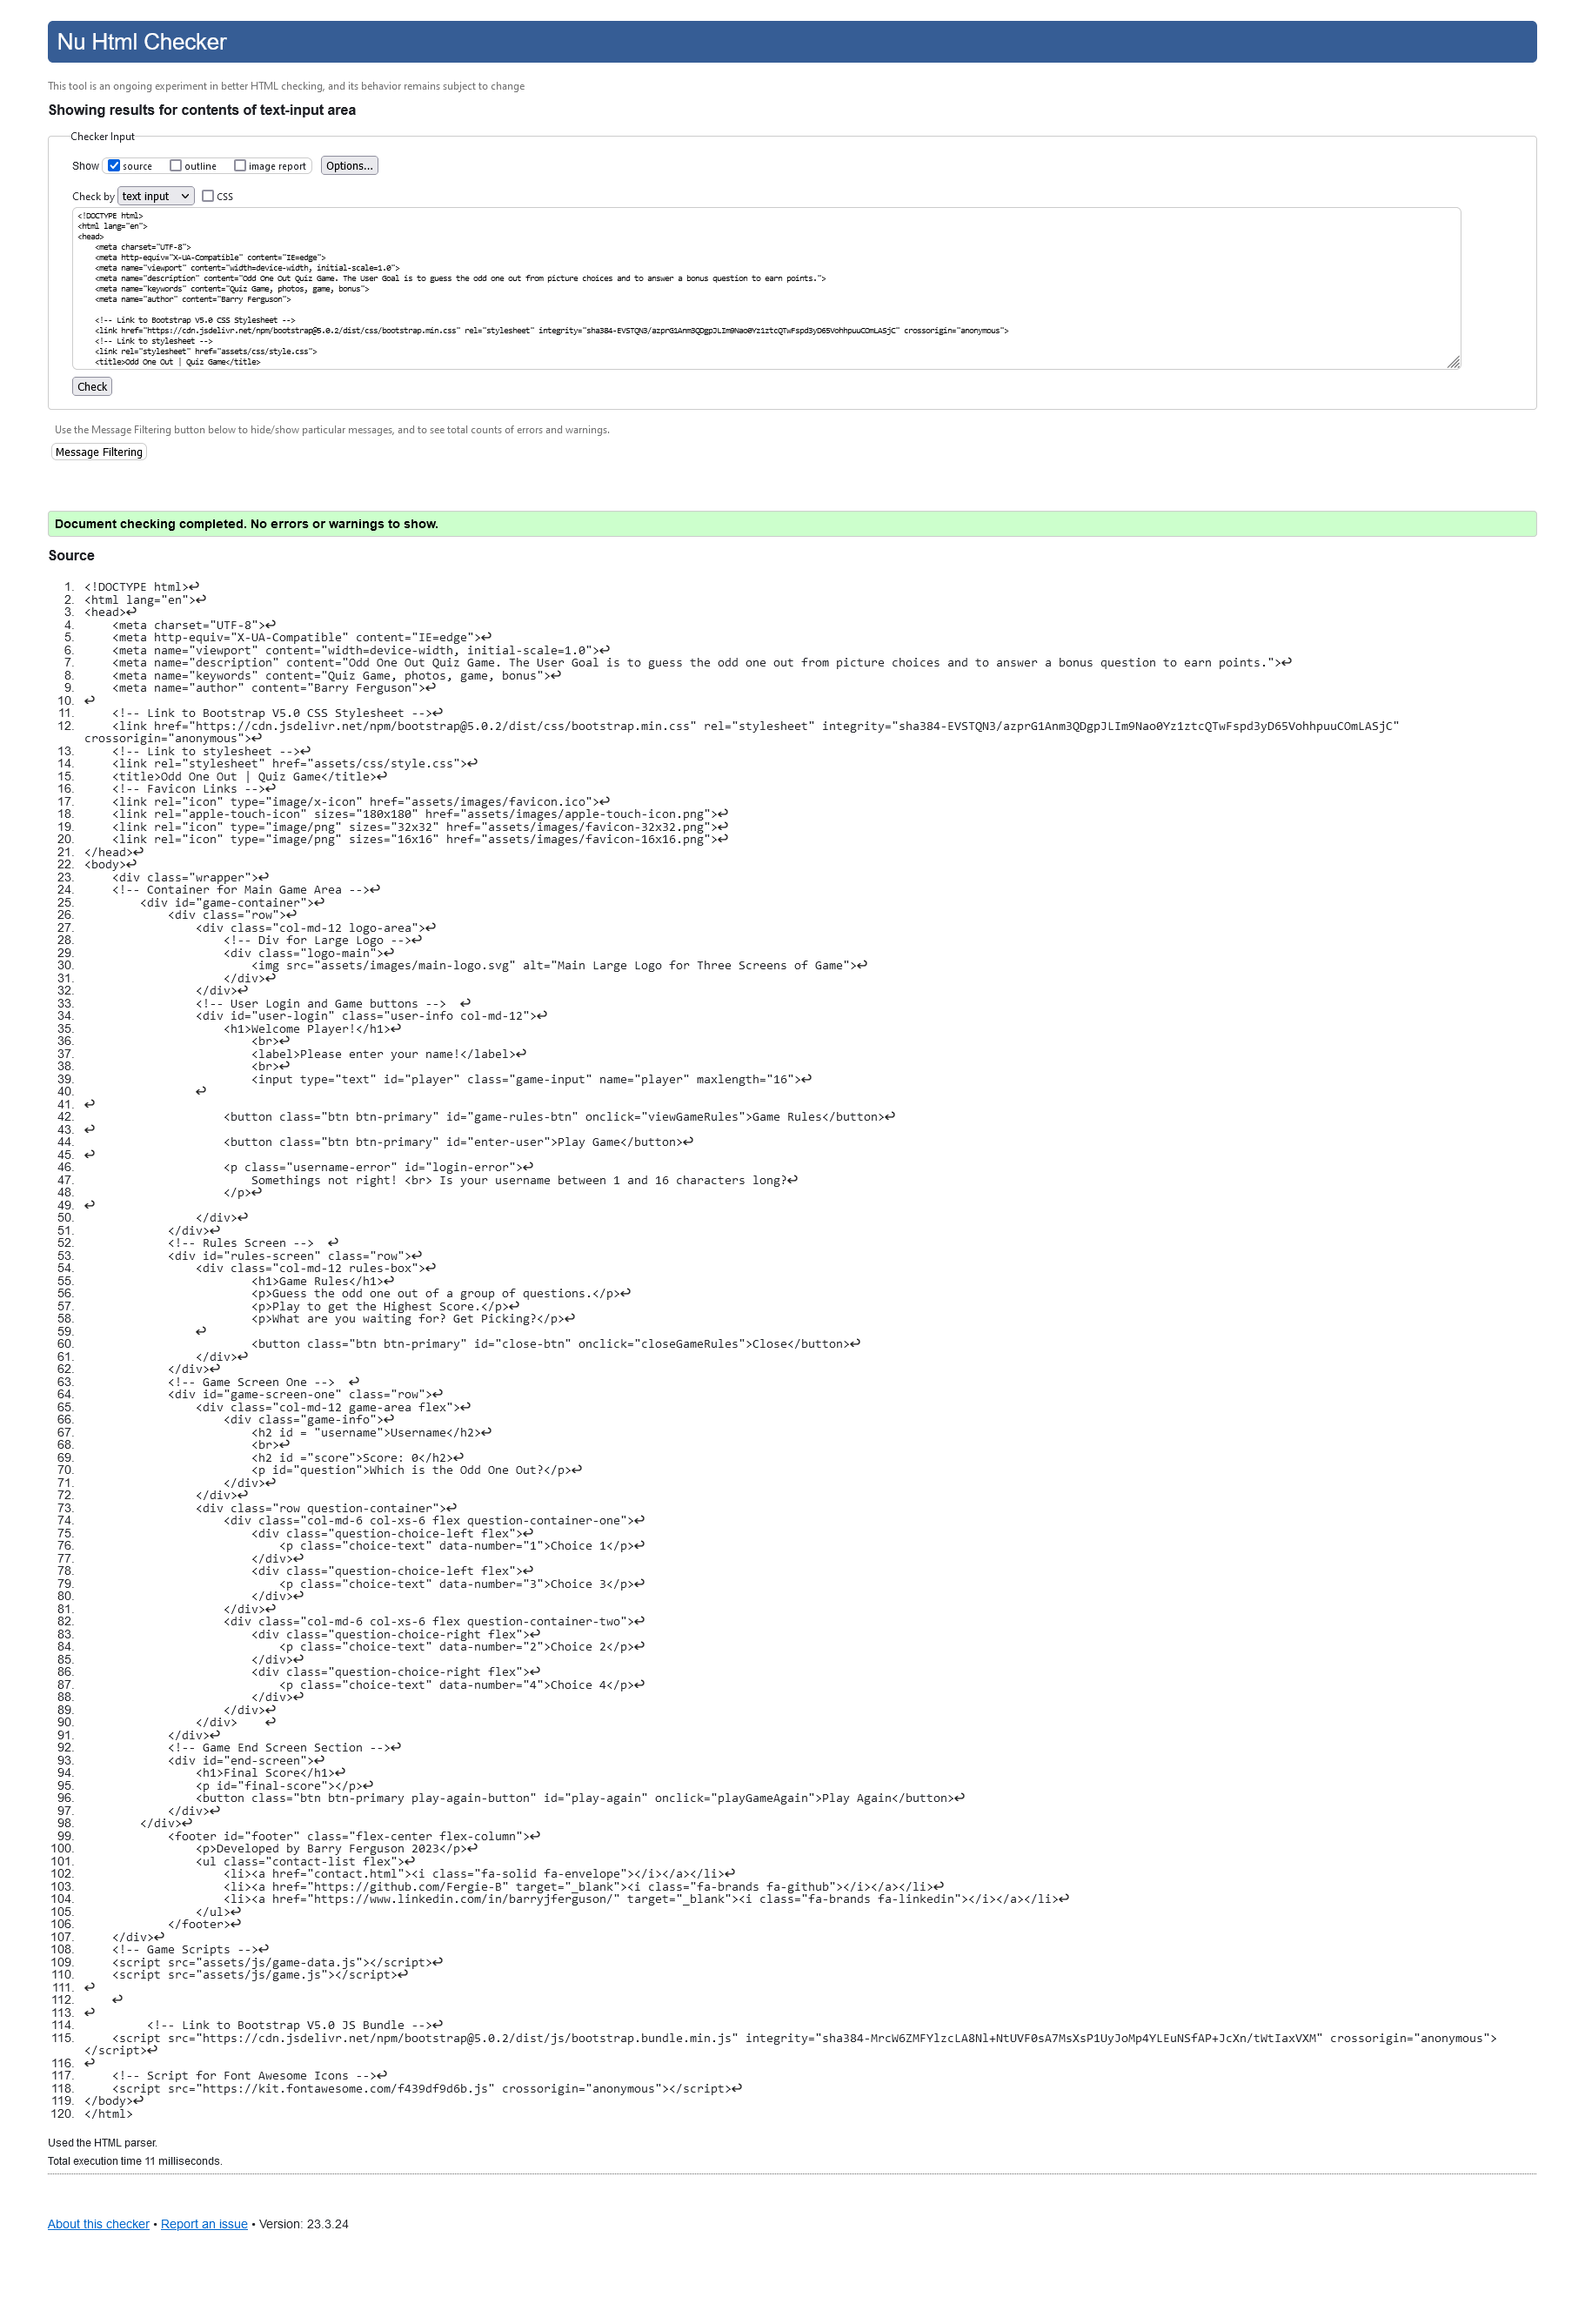 Nu Html Checker
This tool is an ongoing experiment in better HTML checking, and its behavior remains subject to change
Showing results for contents of text-input area
Checker Input
Show source outline image report Options...
Check by text input CSS
<!DOCTYPE html>
<html lang="en">
<head>
    <meta charset="UTF-8">
    <meta http-equiv="X-UA-Compatible" content="IE=edge">
    <meta name="viewport" content="width=device-width, initial-scale=1.0">
    <meta name="description" content="Odd One Out Quiz Game. The User Goal is to guess the odd one out from picture choices and to answer a bonus question to earn points.">
    <meta name="keywords" content="Quiz Game, photos, game, bonus">
    <meta name="author" content="Barry Ferguson">
    <!-- Link to Bootstrap V5.0 CSS Stylesheet -->
    <link href="https://cdn.jsdelivr.net/npm/bootstrap@5.0.2/dist/css/bootstrap.min.css" rel="stylesheet" integrity="sha384-EVSTQN3/azprG1Anm3QDgpJLIm9Nao0Yz1ztcQTwFspd3yD65VohhpuuCOmLASjC" crossorigin="anonymous">
    <!-- Link to stylesheet -->
    <link rel="stylesheet" href="assets/css/style.css">
    <title>Odd One Out | Quiz Game</title>
Check
Use the Message Filtering button below to hide/show particular messages, and to see total counts of errors and warnings.
Message Filtering
Document checking completed. No errors or warnings to show.
Source
1. <!DOCTYPE html>↩
2. <html lang="en">↩
3. <head>↩
4.     <meta charset="UTF-8">↩
5.     <meta http-equiv="X-UA-Compatible" content="IE=edge">↩
6.     <meta name="viewport" content="width=device-width, initial-scale=1.0">↩
7.     <meta name="description" content="Odd One Out Quiz Game. The User Goal is to guess the odd one out from picture choices and to answer a bonus question to earn points.">↩
8.     <meta name="keywords" content="Quiz Game, photos, game, bonus">↩
9.     <meta name="author" content="Barry Ferguson">↩
10. ↩
11.     <!-- Link to Bootstrap V5.0 CSS Stylesheet -->↩
12.     <link href="https://cdn.jsdelivr.net/npm/bootstrap@5.0.2/dist/css/bootstrap.min.css" rel="stylesheet" integrity="sha384-EVSTQN3/azprG1Anm3QDgpJLIm9Nao0Yz1ztcQTwFspd3yD65VohhpuuCOmLASjC"
crossorigin="anonymous">↩
13.     <!-- Link to stylesheet -->↩
14.     <link rel="stylesheet" href="assets/css/style.css">↩
15.     <title>Odd One Out | Quiz Game</title>↩
16.     <!-- Favicon Links -->↩
17.     <link rel="icon" type="image/x-icon" href="assets/images/favicon.ico">↩
18.     <link rel="apple-touch-icon" sizes="180x180" href="assets/images/apple-touch-icon.png">↩
19.     <link rel="icon" type="image/png" sizes="32x32" href="assets/images/favicon-32x32.png">↩
20.     <link rel="icon" type="image/png" sizes="16x16" href="assets/images/favicon-16x16.png">↩
21. </head>↩
22. <body>↩
23.     <div class="wrapper">↩
24.     <!-- Container for Main Game Area -->↩
25.         <div id="game-container">↩
26.             <div class="row">↩
27.                 <div class="col-md-12 logo-area">↩
28.                     <!-- Div for Large Logo -->↩
29.                     <div class="logo-main">↩
30.                         <img src="assets/images/main-logo.svg" alt="Main Large Logo for Three Screens of Game">↩
31.                     </div>↩
32.                 </div>↩
33.                 <!-- User Login and Game buttons -->  ↩
34.                 <div id="user-login" class="user-info col-md-12">↩
35.                     <h1>Welcome Player!</h1>↩
36.                         <br>↩
37.                         <label>Please enter your name!</label>↩
38.                         <br>↩
39.                         <input type="text" id="player" class="game-input" name="player" maxlength="16">↩
40.                 ↩
41. ↩
42.                     <button class="btn btn-primary" id="game-rules-btn" onclick="viewGameRules">Game Rules</button>↩
43. ↩
44.                     <button class="btn btn-primary" id="enter-user">Play Game</button>↩
45. ↩
46.                     <p class="username-error" id="login-error">↩
47.                         Somethings not right! <br> Is your username between 1 and 16 characters long?↩
48.                     </p>↩
49. ↩
50.                 </div>↩
51.             </div>↩
52.             <!-- Rules Screen -->  ↩
53.             <div id="rules-screen" class="row">↩
54.                 <div class="col-md-12 rules-box">↩
55.                         <h1>Game Rules</h1>↩
56.                         <p>Guess the odd one out of a group of questions.</p>↩
57.                         <p>Play to get the Highest Score.</p>↩
58.                         <p>What are you waiting for? Get Picking?</p>↩
59.                 ↩
60.                         <button class="btn btn-primary" id="close-btn" onclick="closeGameRules">Close</button>↩
61.                 </div>↩
62.             </div>↩
63.             <!-- Game Screen One -->  ↩
64.             <div id="game-screen-one" class="row">↩
65.                 <div class="col-md-12 game-area flex">↩
66.                     <div class="game-info">↩
67.                         <h2 id = "username">Username</h2>↩
68.                         <br>↩
69.                         <h2 id ="score">Score: 0</h2>↩
70.                         <p id="question">Which is the Odd One Out?</p>↩
71.                     </div>↩
72.                 </div>↩
73.                 <div class="row question-container">↩
74.                     <div class="col-md-6 col-xs-6 flex question-container-one">↩
75.                         <div class="question-choice-left flex">↩
76.                             <p class="choice-text" data-number="1">Choice 1</p>↩
77.                         </div>↩
78.                         <div class="question-choice-left flex">↩
79.                             <p class="choice-text" data-number="3">Choice 3</p>↩
80.                         </div>↩
81.                     </div>↩
82.                     <div class="col-md-6 col-xs-6 flex question-container-two">↩
83.                         <div class="question-choice-right flex">↩
84.                             <p class="choice-text" data-number="2">Choice 2</p>↩
85.                         </div>↩
86.                         <div class="question-choice-right flex">↩
87.                             <p class="choice-text" data-number="4">Choice 4</p>↩
88.                         </div>↩
89.                     </div>↩
90.                 </div>    ↩
91.             </div>↩
92.             <!-- Game End Screen Section -->↩
93.             <div id="end-screen">↩
94.                 <h1>Final Score</h1>↩
95.                 <p id="final-score"></p>↩
96.                 <button class="btn btn-primary play-again-button" id="play-again" onclick="playGameAgain">Play Again</button>↩
97.             </div>↩
98.         </div>↩
99.             <footer id="footer" class="flex-center flex-column">↩
100.                 <p>Developed by Barry Ferguson 2023</p>↩
101.                 <ul class="contact-list flex">↩
102.                     <li><a href="contact.html"><i class="fa-solid fa-envelope"></i></a></li>↩
103.                     <li><a href="https://github.com/Fergie-B" target="_blank"><i class="fa-brands fa-github"></i></a></li>↩
104.                     <li><a href="https://www.linkedin.com/in/barryjferguson/" target="_blank"><i class="fa-brands fa-linkedin"></i></a></li>↩
105.                 </ul>↩
106.             </footer>↩
107.     </div>↩
108.     <!-- Game Scripts -->↩
109.     <script src="assets/js/game-data.js"></script>↩
110.     <script src="assets/js/game.js"></script>↩
111. ↩
112.     ↩
113. ↩
114.          <!-- Link to Bootstrap V5.0 JS Bundle -->↩
115.     <script src="https://cdn.jsdelivr.net/npm/bootstrap@5.0.2/dist/js/bootstrap.bundle.min.js" integrity="sha384-MrcW6ZMFYlzcLA8Nl+NtUVF0sA7MsXsP1UyJoMp4YLEuNSfAP+JcXn/tWtIaxVXM" crossorigin="anonymous">
</script>↩
116. ↩
117.     <!-- Script for Font Awesome Icons -->↩
118.     <script src="https://kit.fontawesome.com/f439df9d6b.js" crossorigin="anonymous"></script>↩
119. </body>↩
120. </html>
Used the HTML parser.
Total execution time 11 milliseconds.
About this checker • Report an issue • Version: 23.3.24